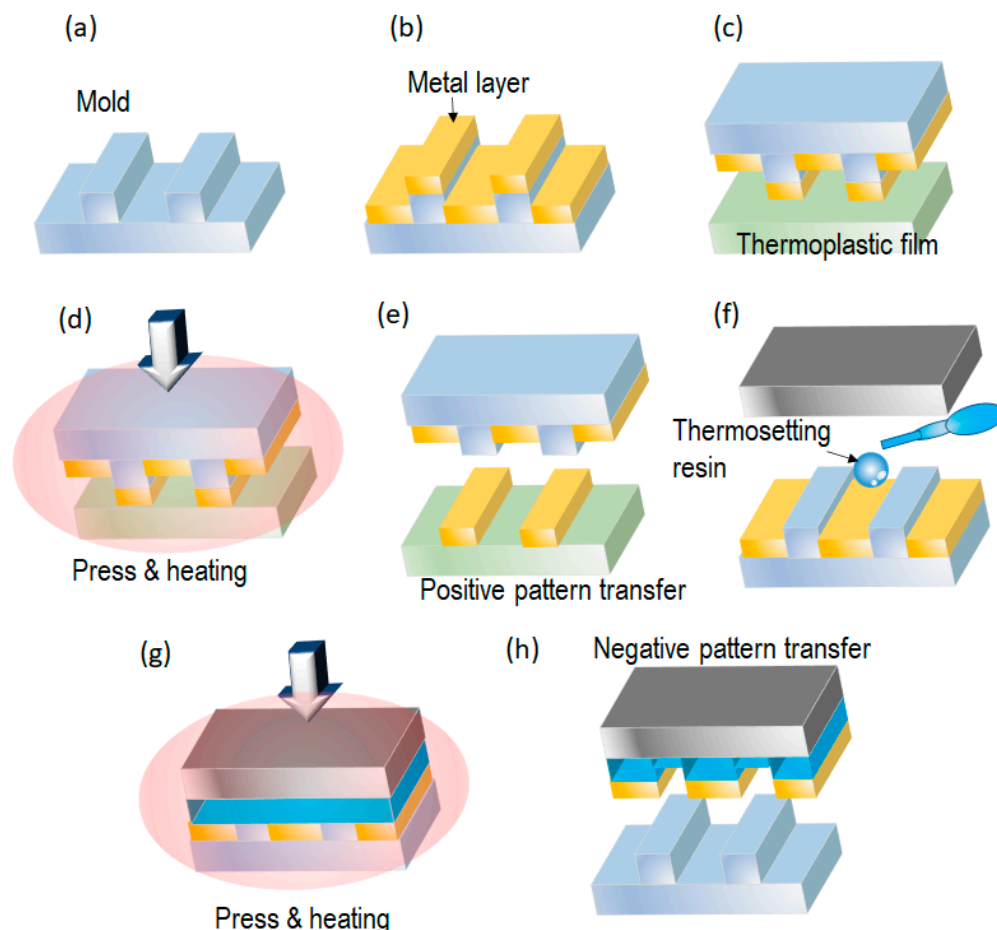 (a)
(b)
(c)
Mold
Metal layer
Thermoplastic film
(d)
(e)
(f)
Thermosetting
resin
Press & heating
Positive pattern transfer
(g)
(h)
Negative pattern transfer
Press & heating